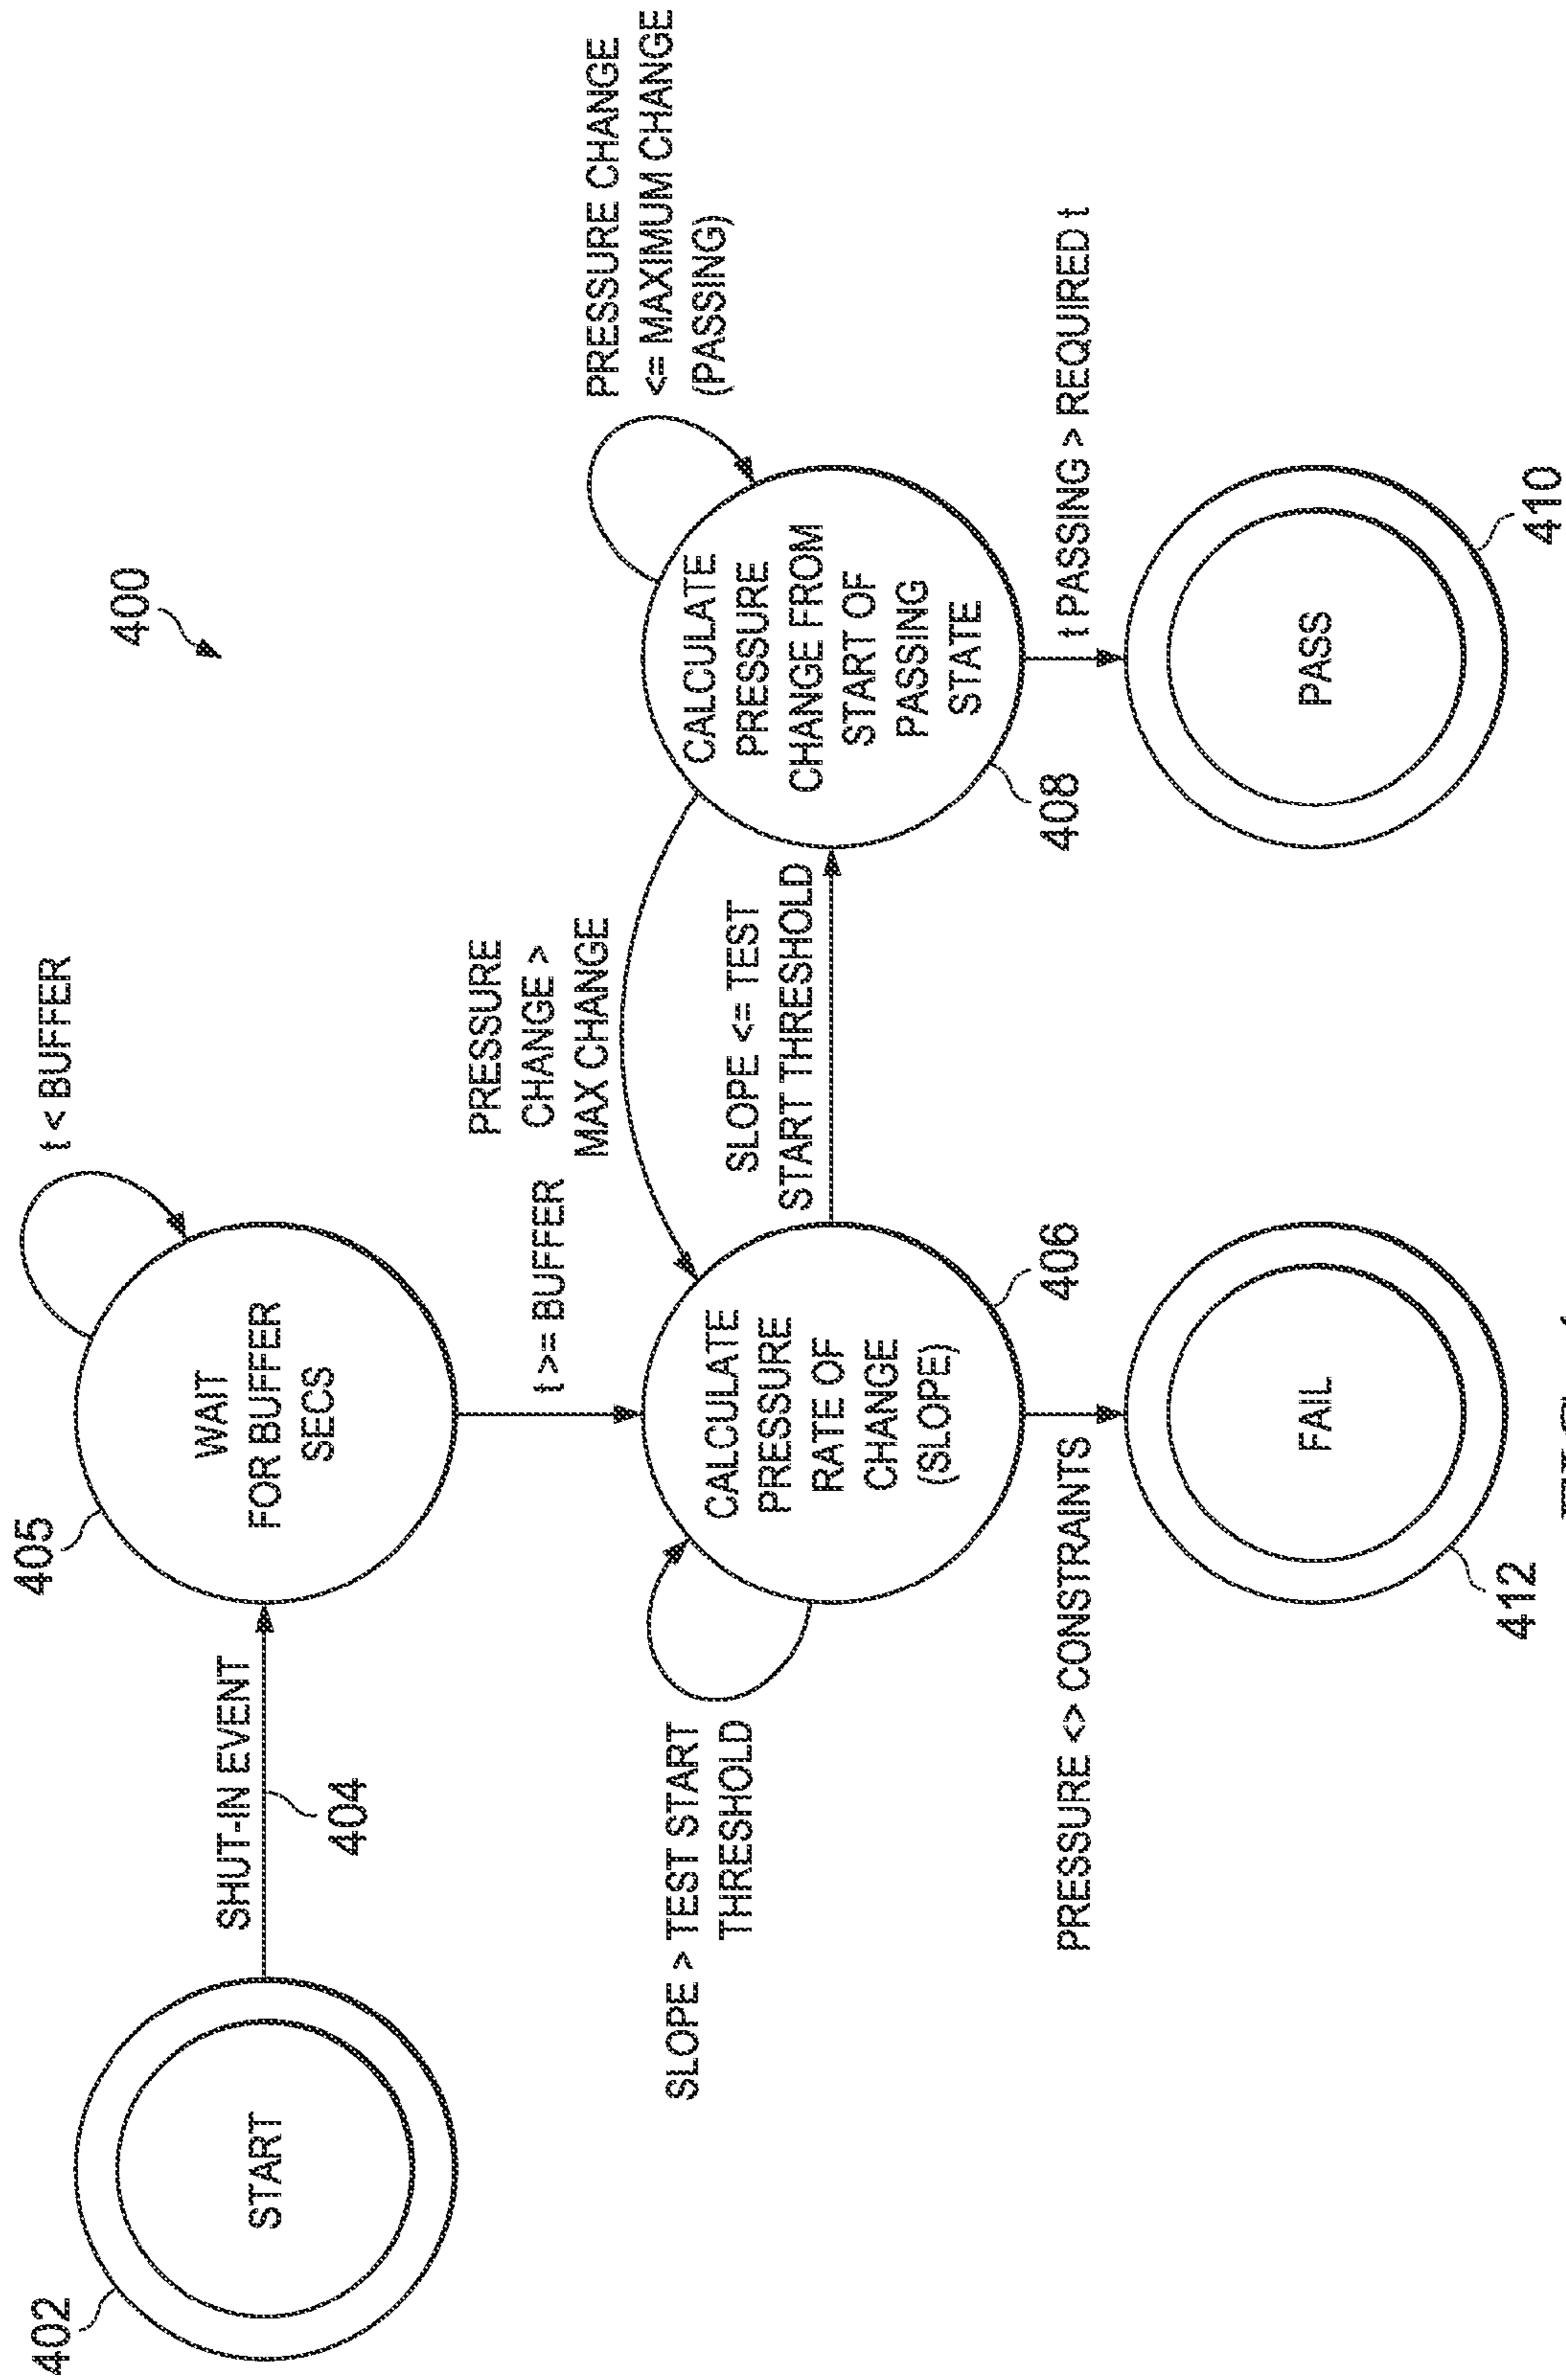 400
402
START
SHUT-IN EVENT
404
405
WAIT
FOR BUFFER
SECS
t < BUFFER
t >= BUFFER
SLOPE > TEST START
THRESHOLD
CALCULATE
PRESSURE
RATE OF
CHANGE
(SLOPE)
406
PRESSURE
CHANGE >
MAX CHANGE
SLOPE <= TEST
START THRESHOLD
CALCULATE
PRESSURE
CHANGE FROM
START OF
PASSING
STATE
408
PRESSURE CHANGE
<= MAXIMUM CHANGE
(PASSING)
PRESSURE <> CONSTRAINTS
FAIL
412
t PASSING > REQUIRED t
PASS
410